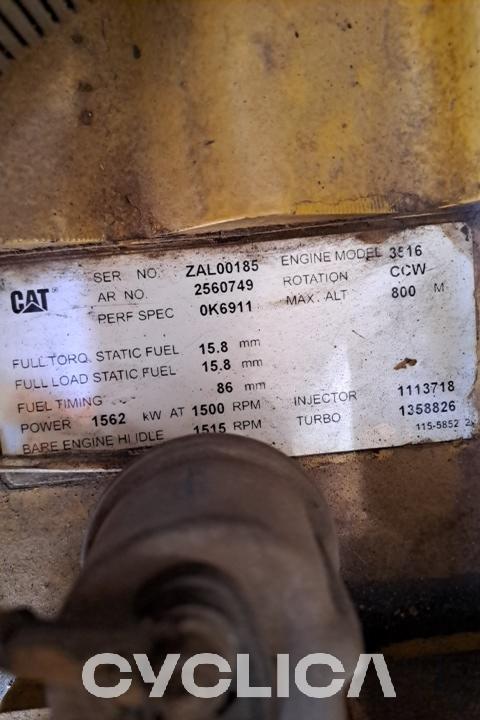 CAT
SER NO. ZAL00185 ENGINE MODEL 3516
AR NO. 2560749 ROTATION CCW
PERF SPEC 0K6911 MAX. ALT 800 M
FULL TORQ. STATIC FUEL 15.8 mm
FULL LOAD STATIC FUEL 15.8 mm
FUEL TIMING 86 mm INJECTOR 1113718
POWER 1562 kW AT 1500 RPM TURBO 1358826
BARE ENGINE HI IDLE 1515 RPM 115-5852 2
CYCLICA